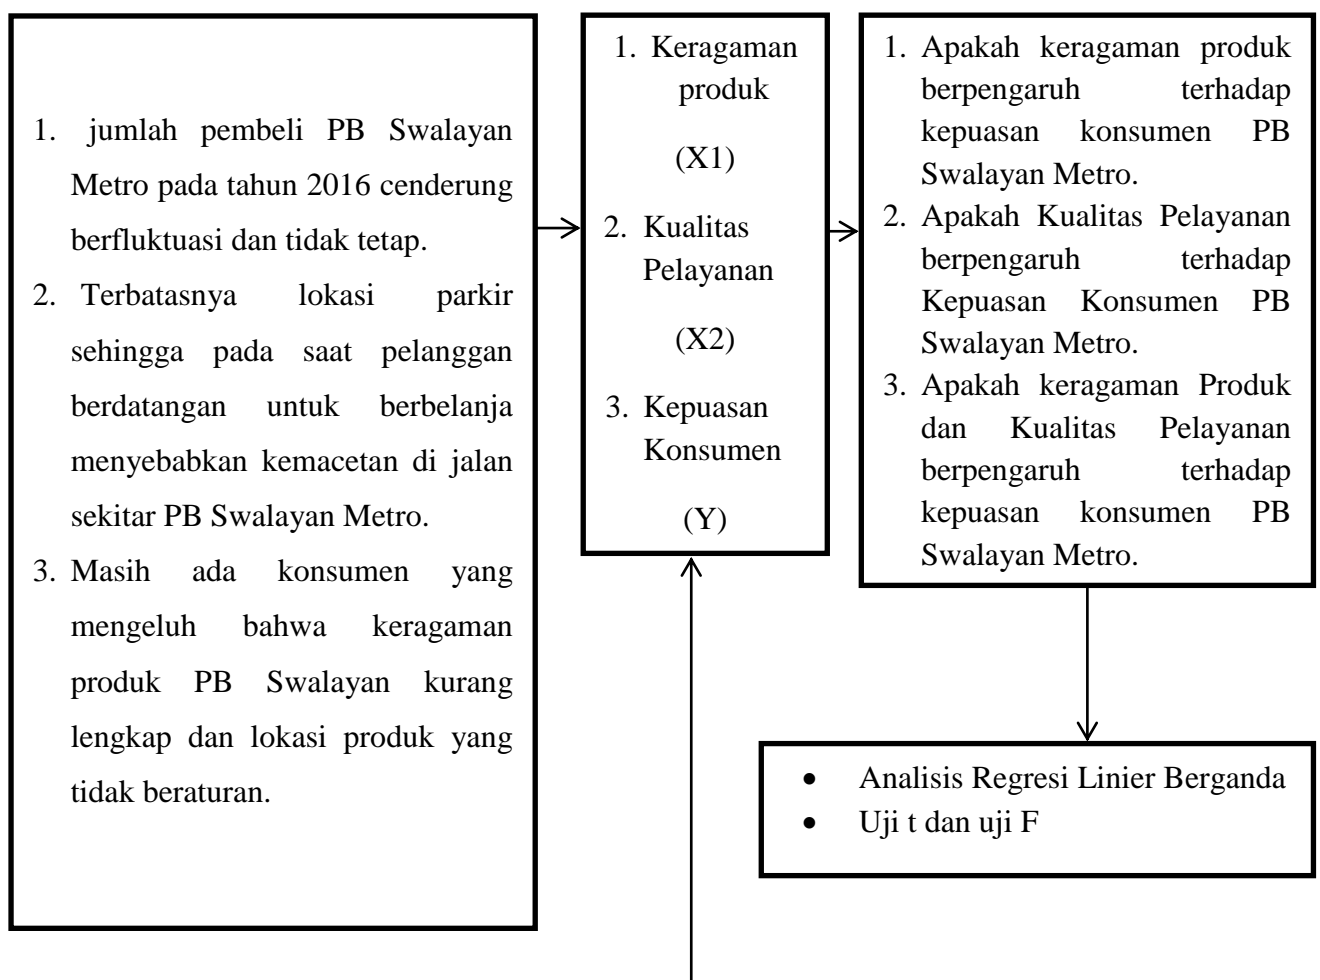 1. jumlah pembeli PB Swalayan
Metro pada tahun 2016 cenderung
berfluktuasi dan tidak tetap.
2. Terbatasnya lokasi parkir
sehingga pada saat pelanggan
berdatangan untuk berbelanja
menyebabkan kemacetan di jalan
sekitar PB Swalayan Metro.
3. Masih ada konsumen yang
mengeluh bahwa keragaman
produk PB Swalayan kurang
lengkap dan lokasi produk yang
tidak beraturan.
1. Keragaman
produk
(X1)
2. Kualitas
Pelayanan
(X2)
3. Kepuasan
Konsumen
(Y)
1. Apakah keragaman produk
berpengaruh terhadap
kepuasan konsumen PB
Swalayan Metro.
2. Apakah Kualitas Pelayanan
berpengaruh terhadap
Kepuasan Konsumen PB
Swalayan Metro.
3. Apakah keragaman Produk
dan Kualitas Pelayanan
berpengaruh terhadap
kepuasan konsumen PB
Swalayan Metro.
• Analisis Regresi Linier Berganda
• Uji t dan uji F